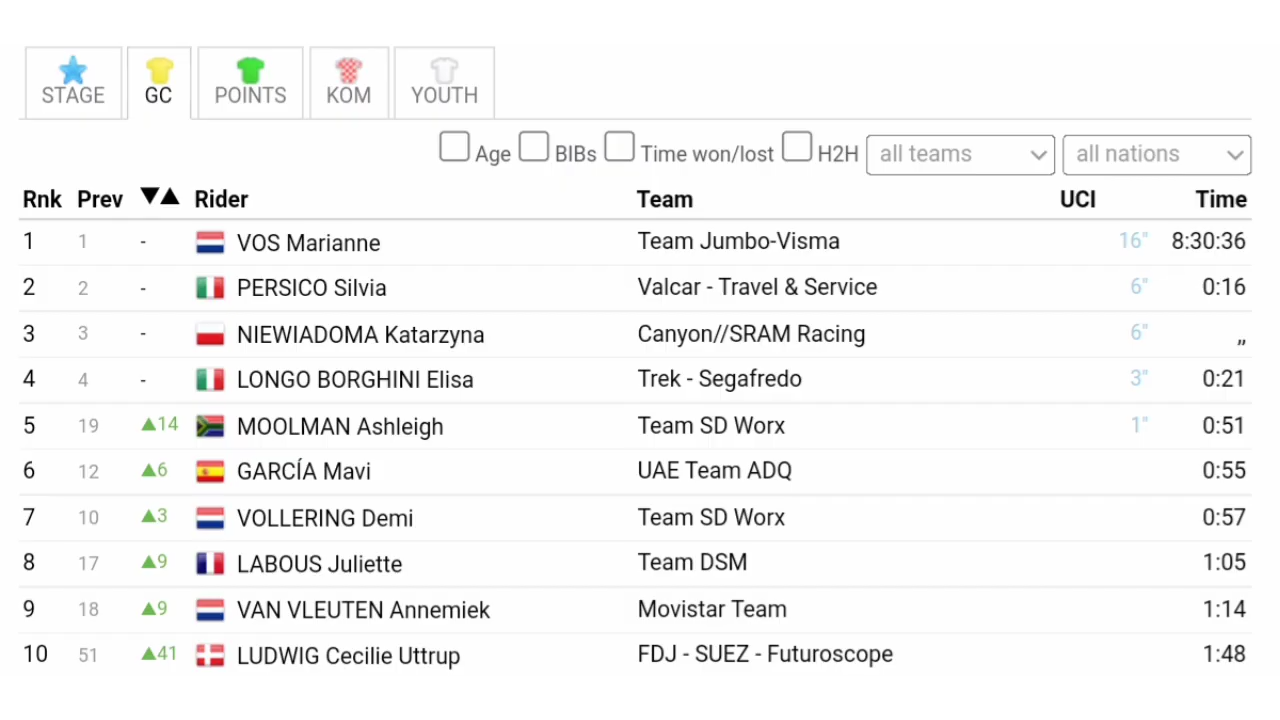 STAGE GC POINTS KOM YOUTH
Age BIBs Time won/lost H2H all teams all nations
Rnk Prev ▼▲ Rider Team UCI Time
1 1 - VOS Marianne Team Jumbo-Visma 16" 8:30:36
2 2 - PERSICO Silvia Valcar - Travel & Service 6" 0:16
3 3 - NIEWIADOMA Katarzyna Canyon//SRAM Racing 6" ,,
4 4 - LONGO BORGHINI Elisa Trek - Segafredo 3" 0:21
5 19 ▲14 MOOLMAN Ashleigh Team SD Worx 1" 0:51
6 12 ▲6 GARCÍA Mavi UAE Team ADQ 0:55
7 10 ▲3 VOLLERING Demi Team SD Worx 0:57
8 17 ▲9 LABOUS Juliette Team DSM 1:05
9 18 ▲9 VAN VLEUTEN Annemiek Movistar Team 1:14
10 51 ▲41 LUDWIG Cecilie Uttrup FDJ - SUEZ - Futuroscope 1:48